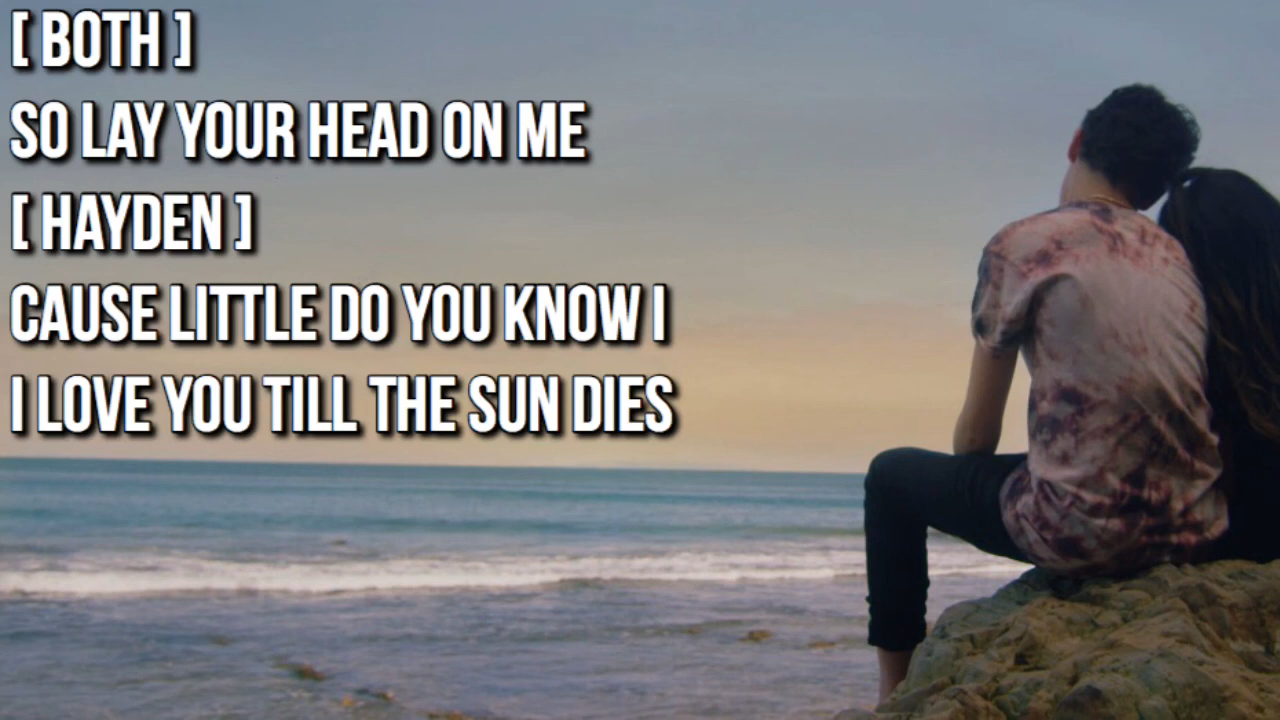 [ BOTH ]
SO LAY YOUR HEAD ON ME
[ HAYDEN ]
CAUSE LITTLE DO YOU KNOW I
I LOVE YOU TILL THE SUN DIES